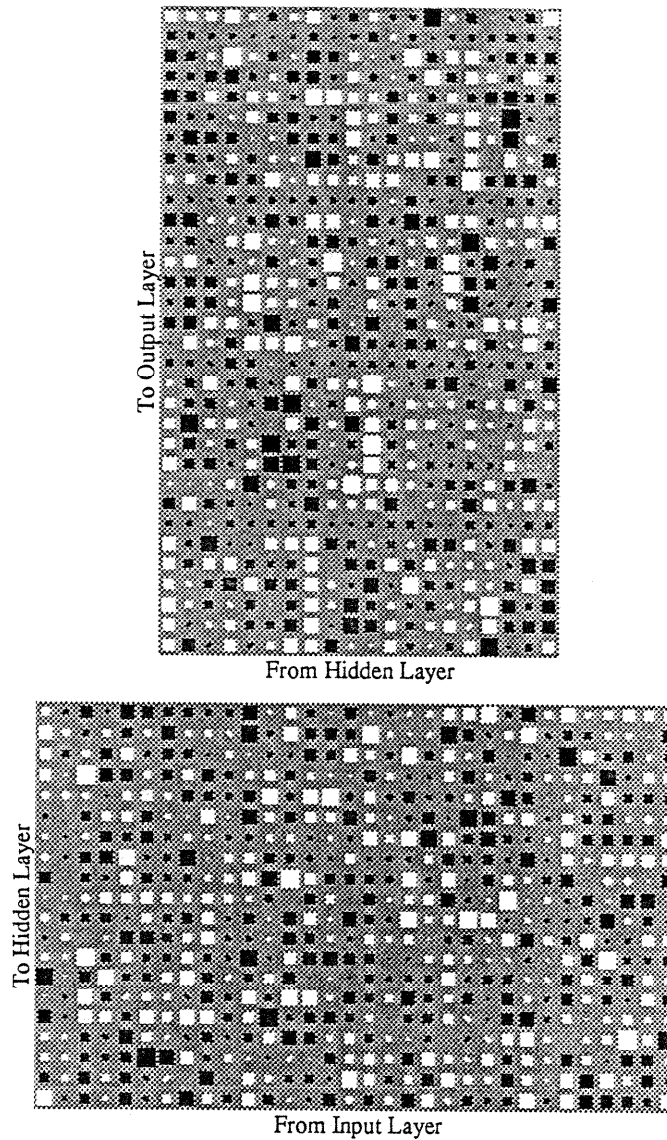 To Output Layer
From Hidden Layer
To Hidden Layer
From Input Layer